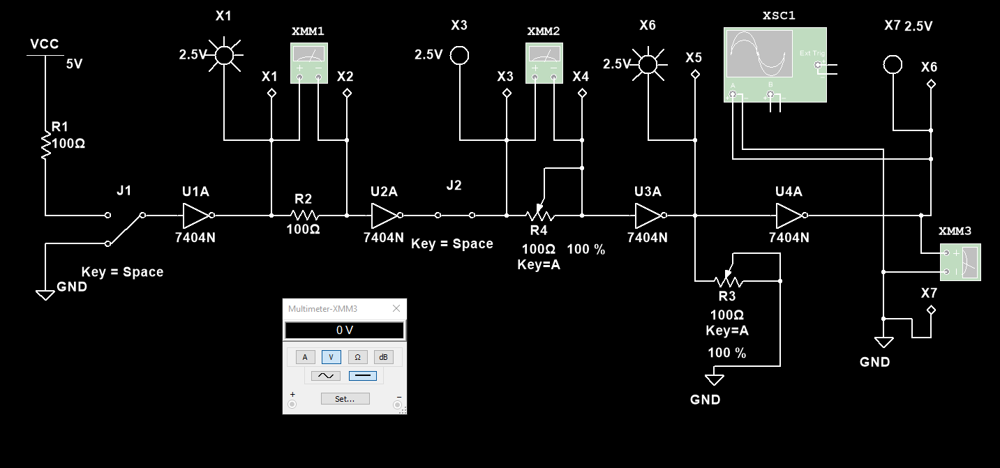 X1
XSC1
X3
X6
X7 2.5V
XMM1
XMM2
VCC
2.5V
2.5V
2.5V
X5
Ext Trig
5V
X1
X2
X3
X4
X6
A
B
R1
100Ω
J1
U1A
R2
100Ω
7404N
U2A
7404N
J2
Key = Space
R4
100Ω 100 %
Key=A
U3A
7404N
U4A
7404N
XMM3
Key = Space
GND
R3
100Ω
Key=A
100 %
X7
GND
GND
Multimeter-XMM3
0 V
A
V
Ω
dB
+
Set...
−